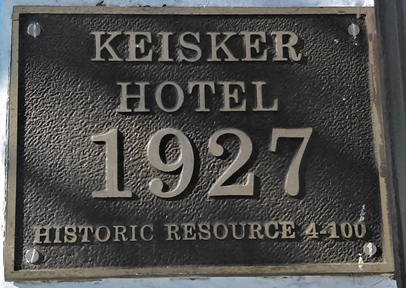 KEISKER
HOTEL
1927
HISTORIC RESOURCE 4-100